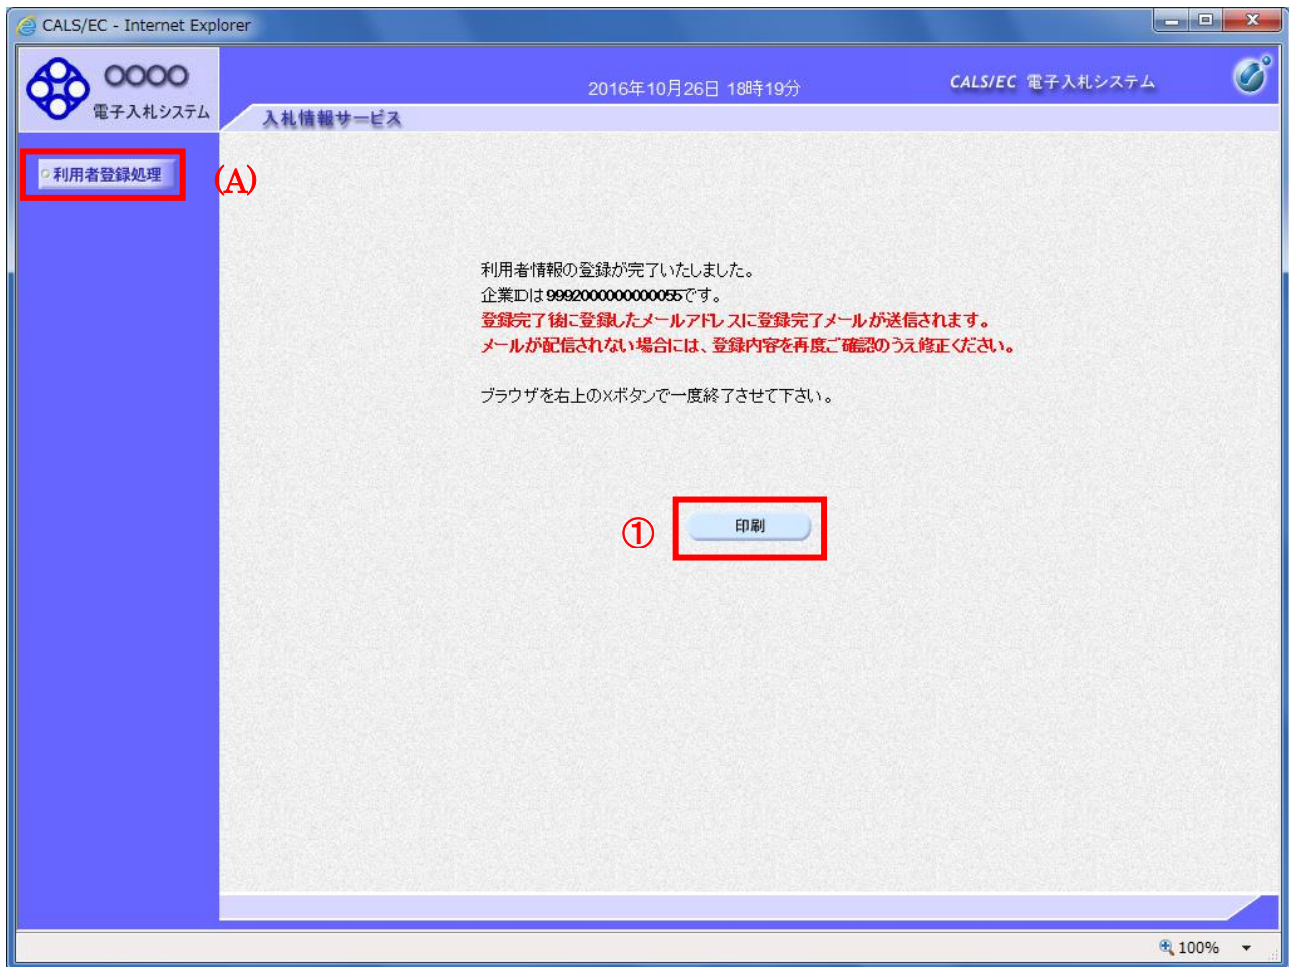 CALS/EC - Internet Explorer
○○○○
電子入札システム
2016年10月26日 18時19分
CALS/EC 電子入札システム
入札情報サービス
利用者登録処理
(A)
利用者情報の登録が完了いたしました。
企業IDは9992000000000055です。
登録完了後に登録したメールアドレスに登録完了メールが送信されます。
メールが配信されない場合には、登録内容を再度ご確認のうえ修正ください。
ブラウザを右上の×ボタンで一度終了させて下さい。
① 印刷
100%